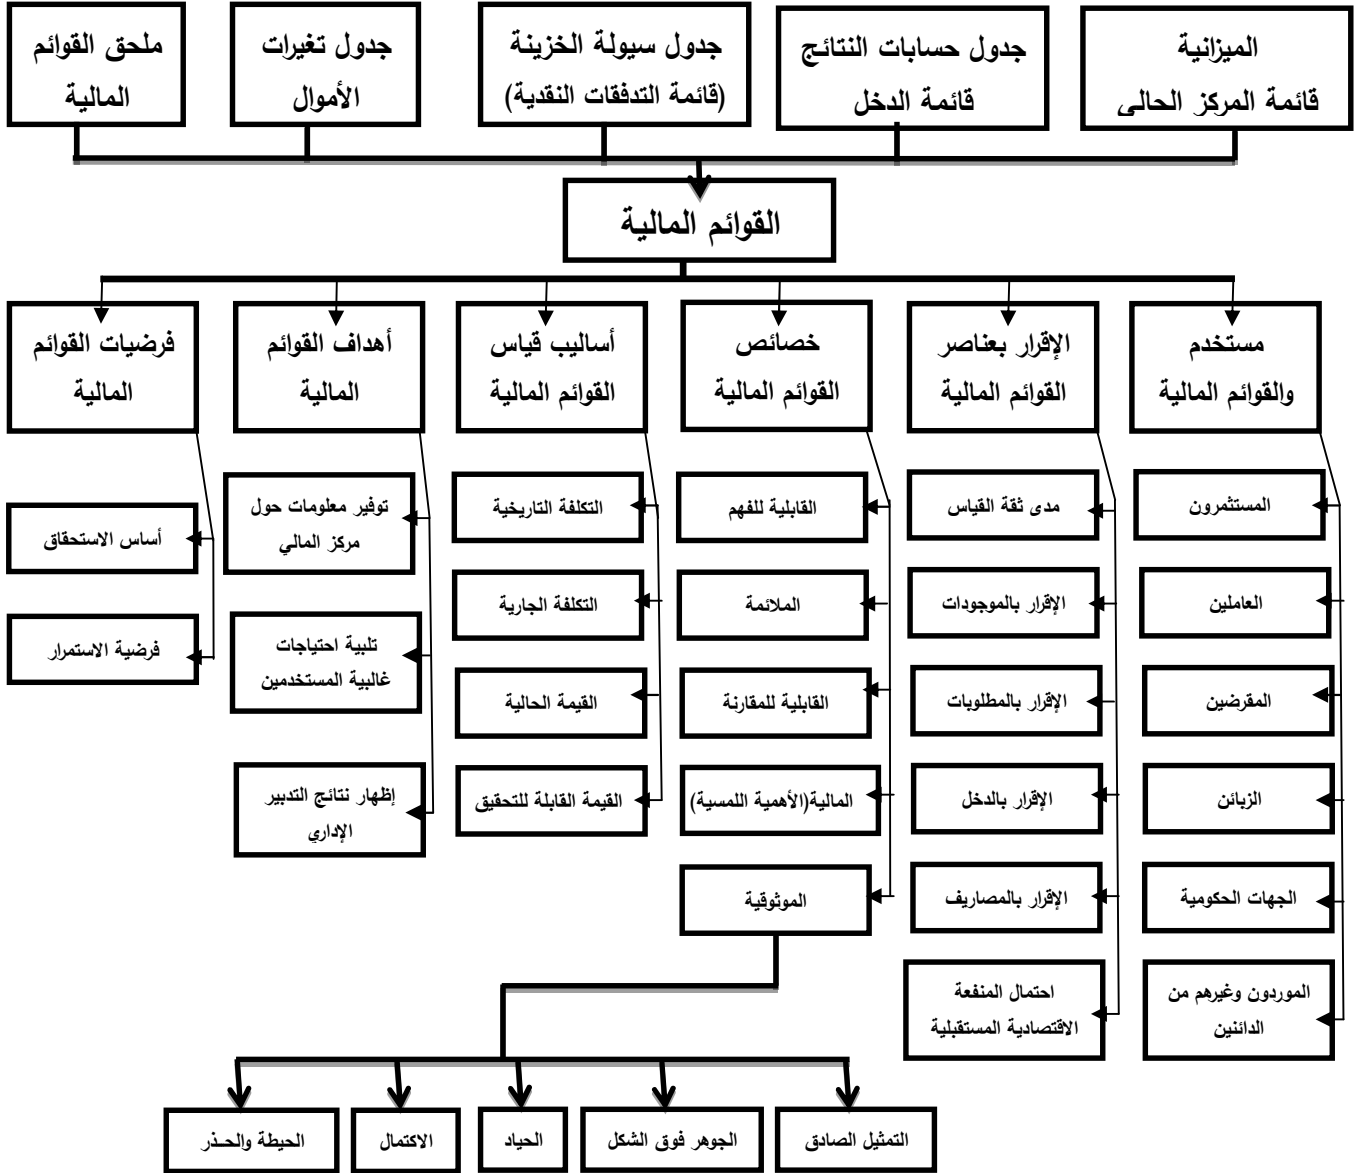 الميزانية
قائمة المركز الحالي
جدول حسابات النتائج
قائمة الدخل
جدول سيولة الخزينة
(قائمة التدفقات النقدية)
جدول تغيرات
الأموال
ملحق القوائم
المالية
القوائم المالية
مستخدم
والقوائم المالية
الإقرار بعناصر
القوائم المالية
خصائص
القوائم المالية
أساليب قياس
القوائم المالية
أهداف القوائم
المالية
فرضيات القوائم
المالية
المستثمرون
العاملين
المقرضين
الزبائن
الجهات الحكومية
الموردون وغيرهم من
الدائنين
مدى ثقة القياس
الإقرار بالموجودات
الإقرار بالمطلوبات
الإقرار بالدخل
الإقرار بالمصاريف
احتمال المنفعة
الاقتصادية المستقبلية
القابلية للفهم
الملائمة
القابلية للمقارنة
المالية(الأهمية اللمسية)
الموثوقية
التكلفة التاريخية
التكلفة الجارية
القيمة الحالية
القيمة القابلة للتحقيق
توفير معلومات حول
مركز المالي
تلبية احتياجات
غالبية المستخدمين
إظهار نتائج التدبير
الإداري
أساس الاستحقاق
فرضية الاستمرار
التمثيل الصادق
الجوهر فوق الشكل
الحياد
الاكتمال
الحيطة والحـذر